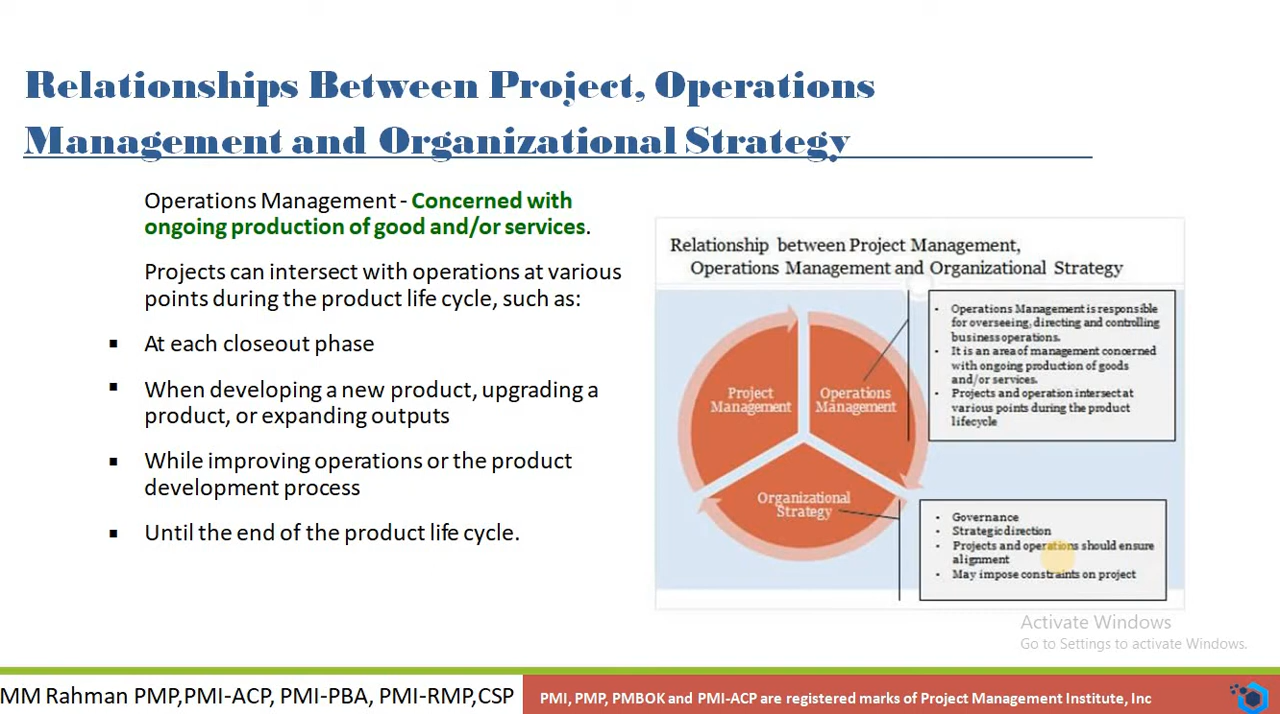 Relationships Between Project, Operations
Management and Organizational Strategy
Operations Management - Concerned with
ongoing production of good and/or services.
Projects can intersect with operations at various
points during the product life cycle, such as:
▪ At each closeout phase
▪ When developing a new product, upgrading a
product, or expanding outputs
▪ While improving operations or the product
development process
▪ Until the end of the product life cycle.
Relationship between Project Management,
Operations Management and Organizational Strategy
Project
Management
Operations
Management
Organizational
Strategy
• Operations Management is responsible
for overseeing, directing and controlling
business operations.
• It is an area of management concerned
with ongoing production of goods
and/or services.
• Projects and operation intersect at
various points during the product
lifecycle
• Governance
• Strategic direction
• Projects and operations should ensure
alignment
• May impose constraints on project
Activate Windows
Go to Settings to activate Windows.
MM Rahman PMP,PMI-ACP, PMI-PBA, PMI-RMP,CSP
PMI, PMP, PMBOK and PMI-ACP are registered marks of Project Management Institute, Inc